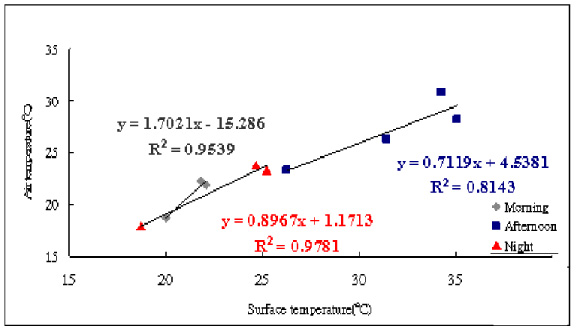 35
30
25
20
15
Air temperature(°C)
y = 1.7021x - 15.286
R² = 0.9539
y = 0.7119x + 4.5381
R² = 0.8143
y = 0.8967x + 1.1713
R² = 0.9781
Morning
Afternoon
Night
15
20
25
30
35
Surface temperature(°C)